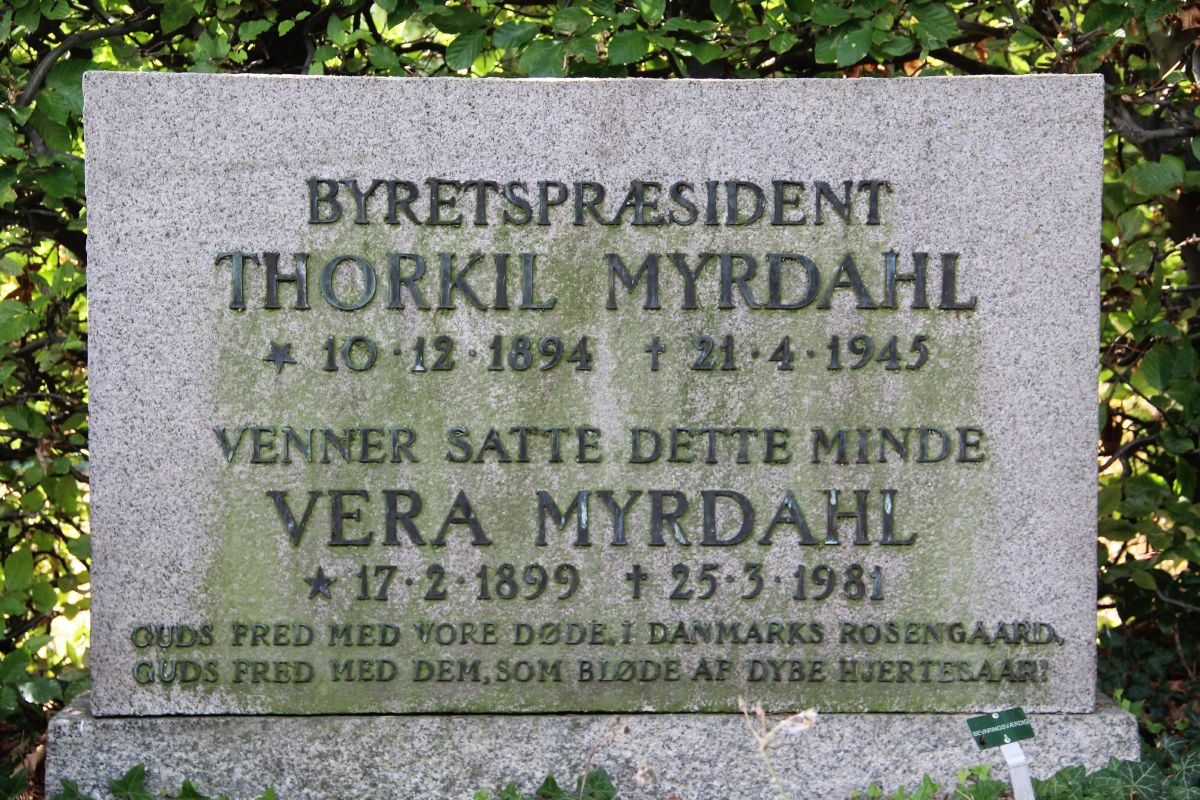 BYRETSPRÆSIDENT
THORKIL MYRDAHL
★ 10·12·1894 † 21·4·1945
VENNER SATTE DETTE MINDE
VERA MYRDAHL
★ 17·2·1899 † 25·3·1981
GUDS FRED MED VORE DØDE, I DANMARKS ROSENGAARD,
GUDS FRED MED DEM, SOM BLØDE AF DYBE HJERTESAAR!
BEVARINGSVÆRDIG